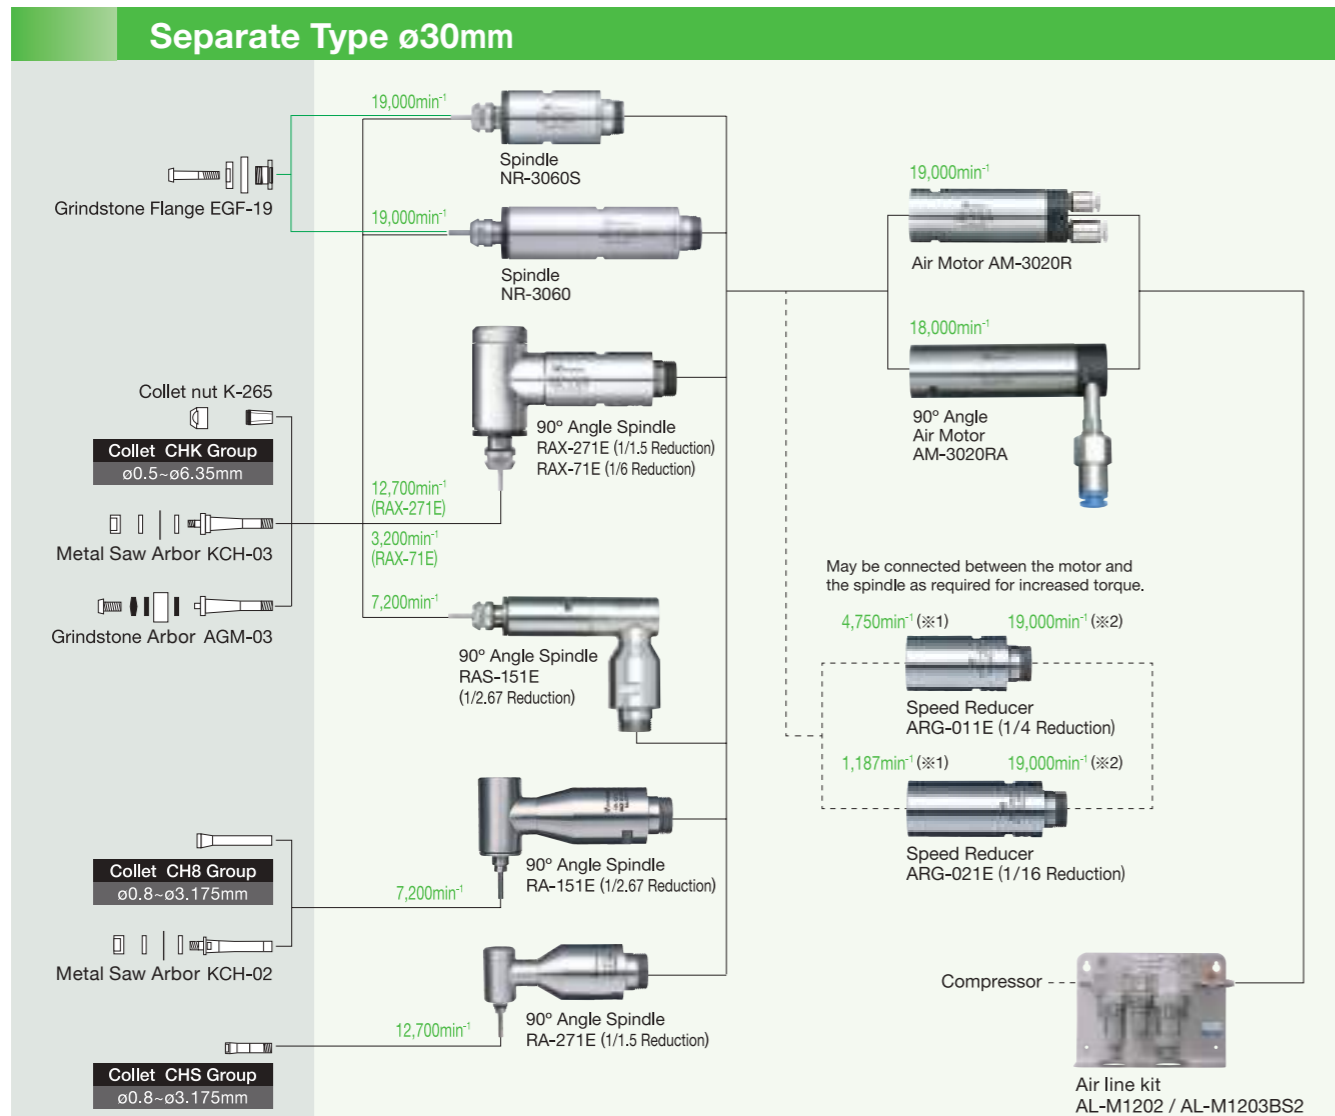 Separate Type ø30mm
19,000min⁻¹
Spindle
NR-3060S
Grindstone Flange EGF-19
19,000min⁻¹
Spindle
NR-3060
19,000min⁻¹
Air Motor AM-3020R
18,000min⁻¹
90º Angle
Air Motor
AM-3020RA
Collet nut K-265
Collet CHK Group
ø0.5~ø6.35mm
90º Angle Spindle
RAX-271E (1/1.5 Reduction)
RAX-71E (1/6 Reduction)
12,700min⁻¹
(RAX-271E)
Metal Saw Arbor KCH-03
3,200min⁻¹
(RAX-71E)
7,200min⁻¹
Grindstone Arbor AGM-03
90º Angle Spindle
RAS-151E
(1/2.67 Reduction)
May be connected between the motor and
the spindle as required for increased torque.
4,750min⁻¹ (※1) 19,000min⁻¹ (※2)
Speed Reducer
ARG-011E (1/4 Reduction)
1,187min⁻¹ (※1) 19,000min⁻¹ (※2)
Speed Reducer
ARG-021E (1/16 Reduction)
Collet CH8 Group
ø0.8~ø3.175mm
7,200min⁻¹
90º Angle Spindle
RA-151E (1/2.67 Reduction)
Metal Saw Arbor KCH-02
12,700min⁻¹
90º Angle Spindle
RA-271E (1/1.5 Reduction)
Collet CHS Group
ø0.8~ø3.175mm
Compressor
Air line kit
AL-M1202 / AL-M1203BS2